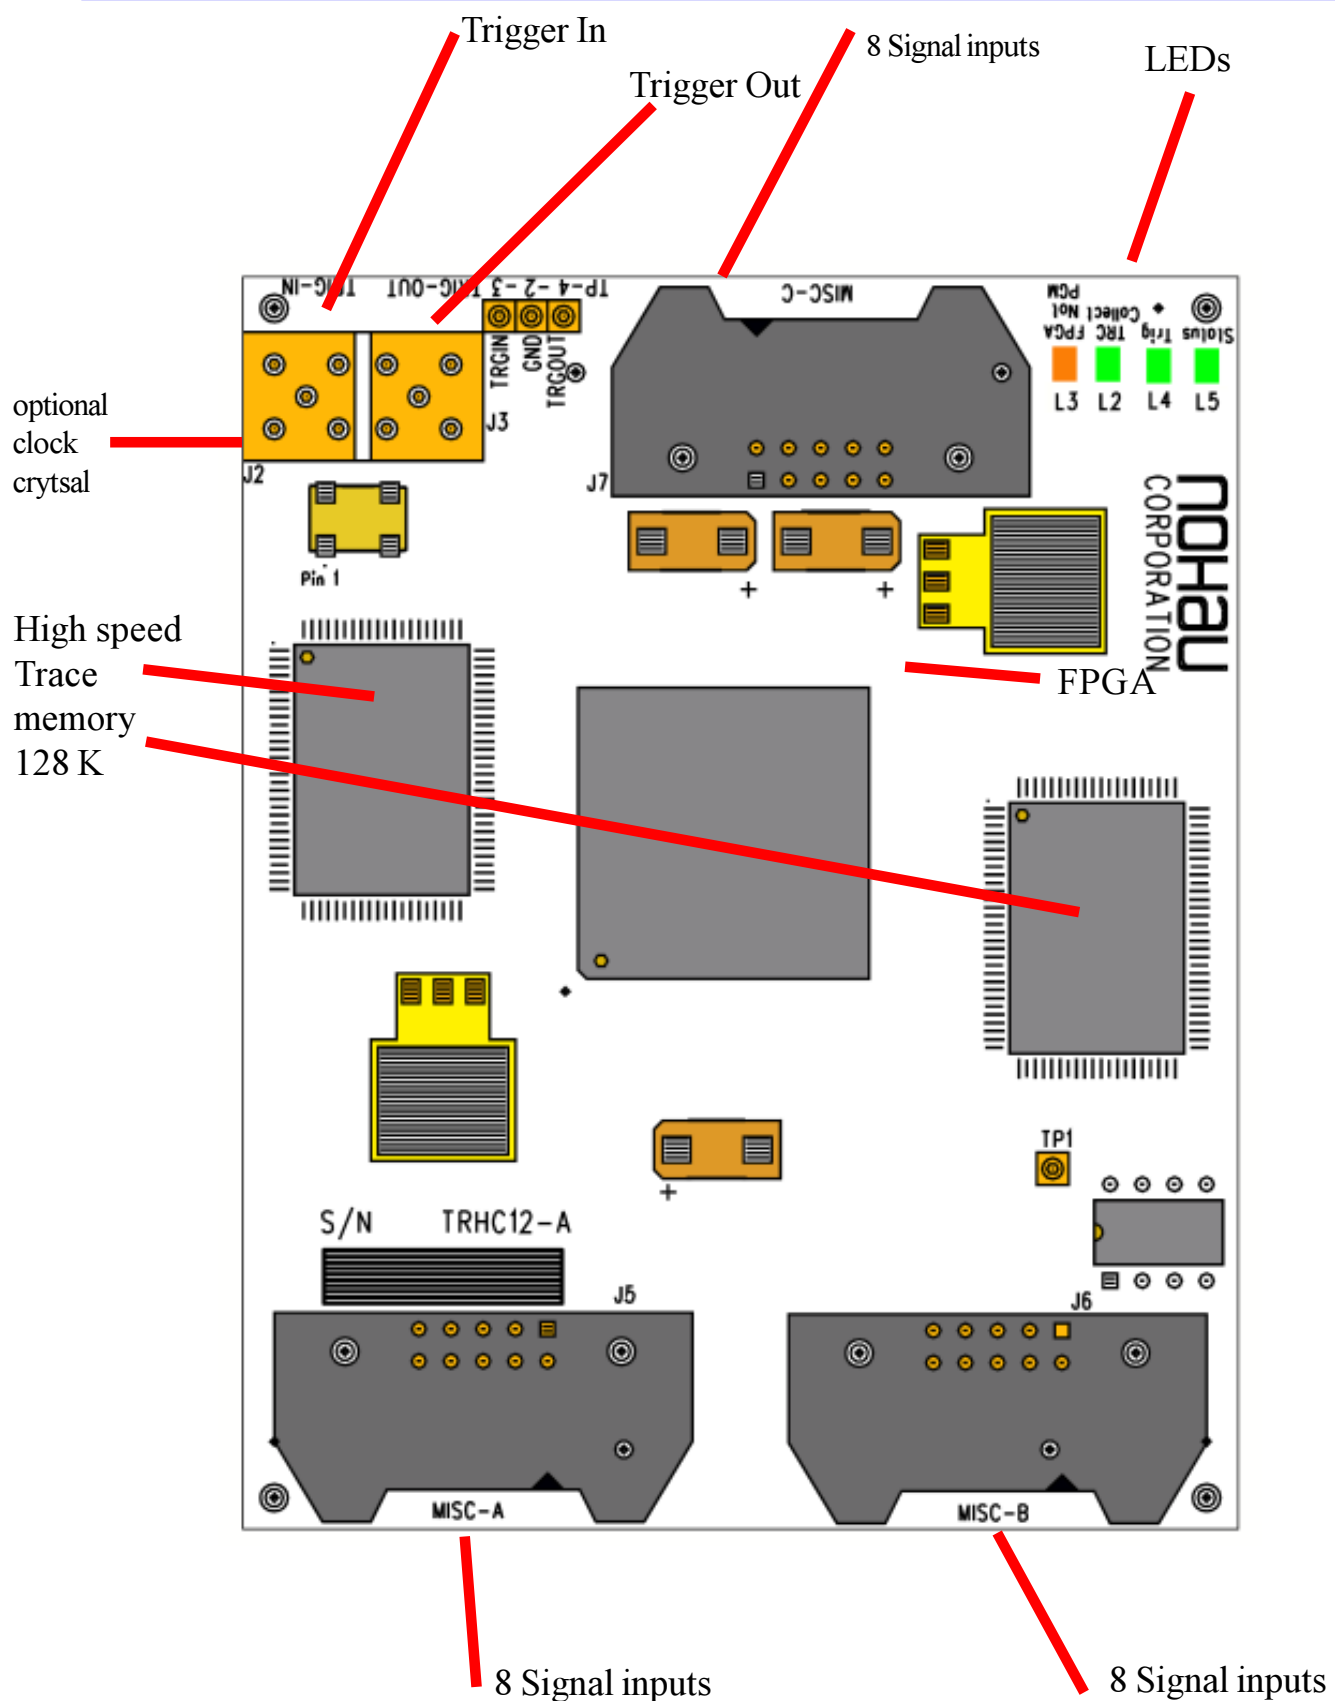 Trigger In
8 Signal inputs
LEDs
Trigger Out
TRIG-IN
TRIG-OUT
TP-4 -2-3
MISC-C
FPGA Not PGM
TRC Collect
Trig
Status
TRGIN
GND
TRGOUT
L3 L2 L4 L5
J3
J2
J7
optional
clock
crytsal
Pin 1
+
+
nOHaU
CORPORATION
High speed
Trace
memory
128 K
FPGA
TP1
+
S/N TRHC12-A
J5
J6
MISC-A
MISC-B
8 Signal inputs
8 Signal inputs